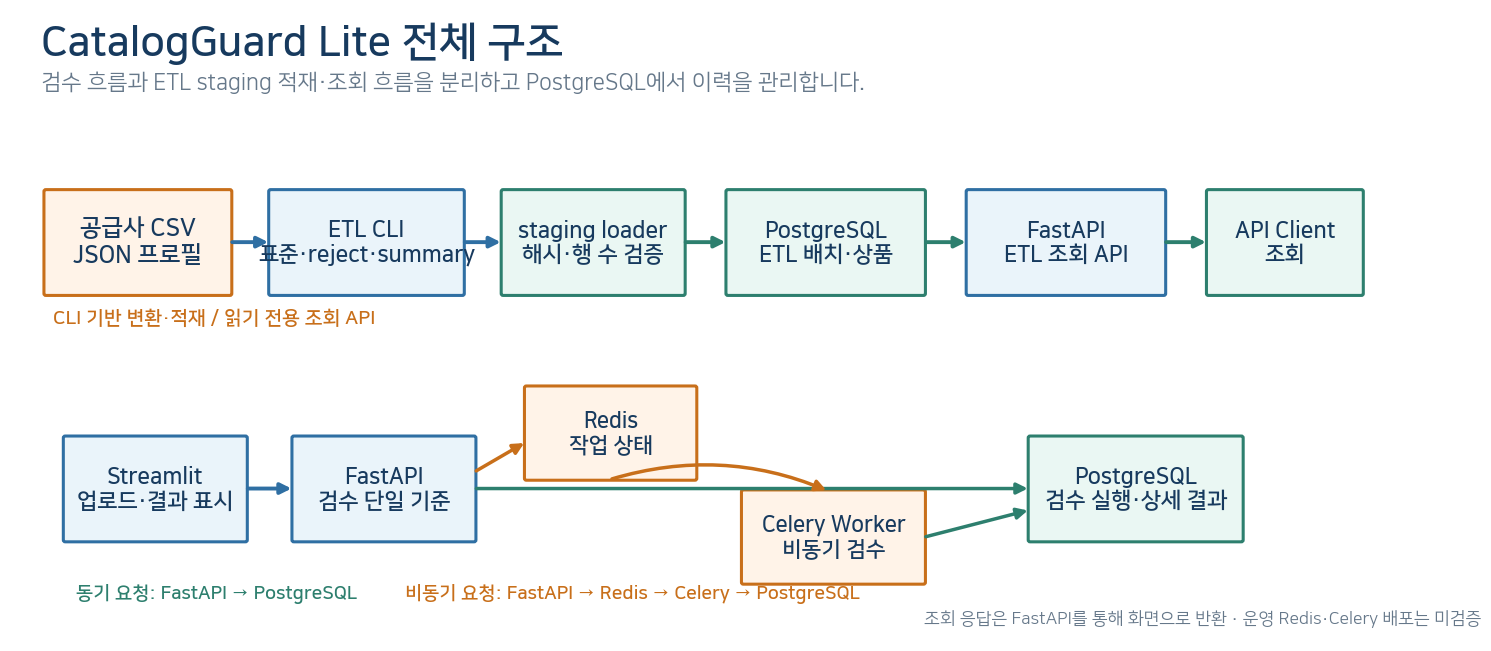 CatalogGuard Lite 전체 구조
검수 흐름과 ETL staging 적재·조회 흐름을 분리하고 PostgreSQL에서 이력을 관리합니다.
공급사 CSV
JSON 프로필
ETL CLI
표준·reject·summary
staging loader
해시·행 수 검증
PostgreSQL
ETL 배치·상품
FastAPI
ETL 조회 API
API Client
조회
CLI 기반 변환·적재 / 읽기 전용 조회 API
Redis
작업 상태
Streamlit
업로드·결과 표시
FastAPI
검수 단일 기준
PostgreSQL
검수 실행·상세 결과
Celery Worker
비동기 검수
동기 요청: FastAPI → PostgreSQL
비동기 요청: FastAPI → Redis → Celery → PostgreSQL
조회 응답은 FastAPI를 통해 화면으로 반환 · 운영 Redis·Celery 배포는 미검증